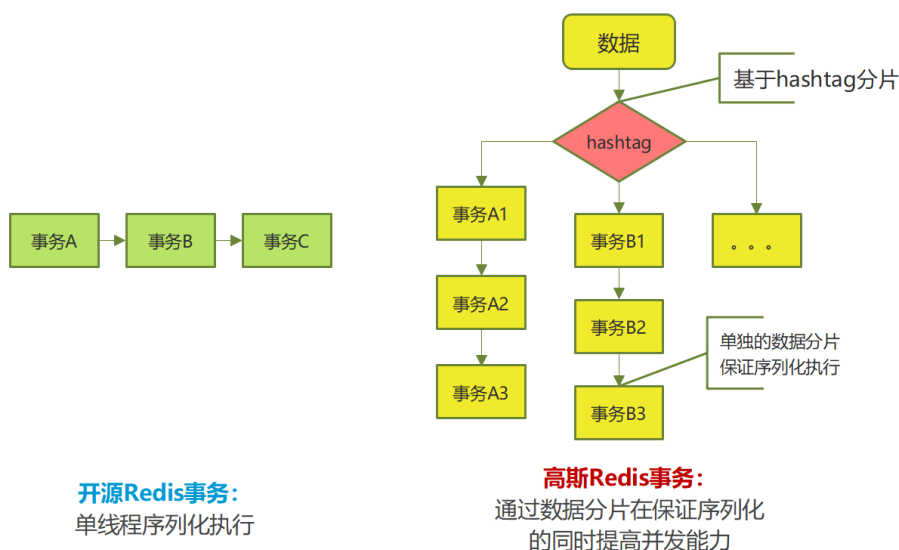 数据
基于hashtag分片
hashtag
事务A
事务B
事务C
事务A1
事务B1
。。。
事务A2
事务B2
单独的数据分片
保证序列化执行
事务A3
事务B3
开源Redis事务：
单线程序列化执行
高斯Redis事务：
通过数据分片在保证序列化
的同时提高并发能力